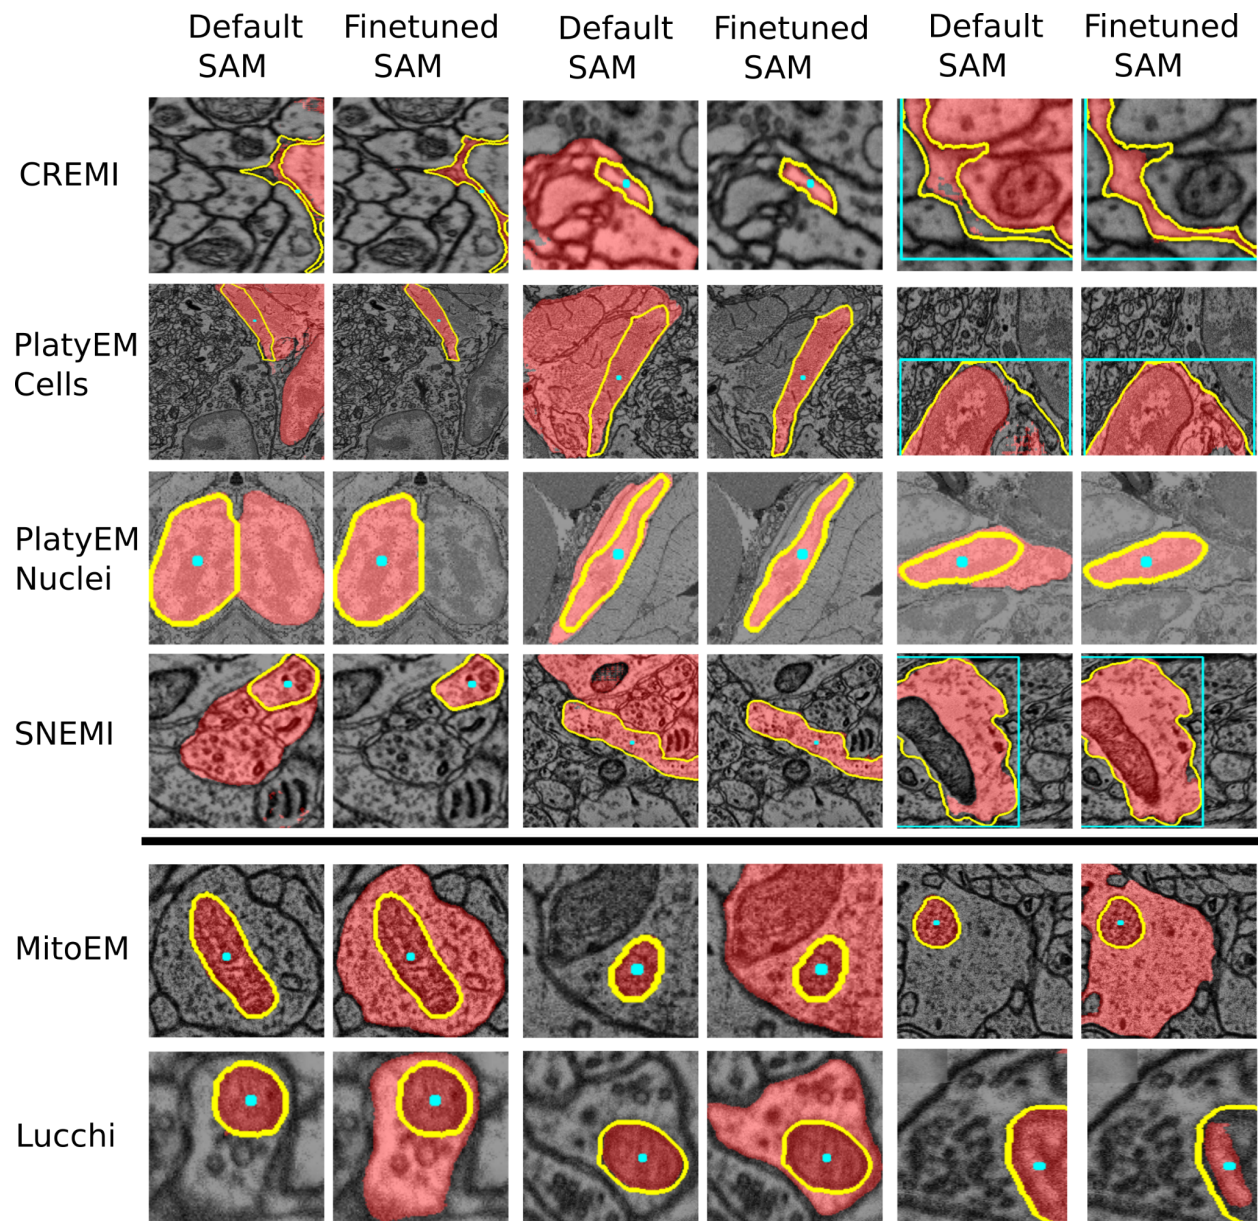 Default Finetuned Default Finetuned Default Finetuned
SAM SAM SAM SAM SAM SAM
CREMI
PlatyEM
Cells
PlatyEM
Nuclei
SNEMI
MitoEM
Lucchi